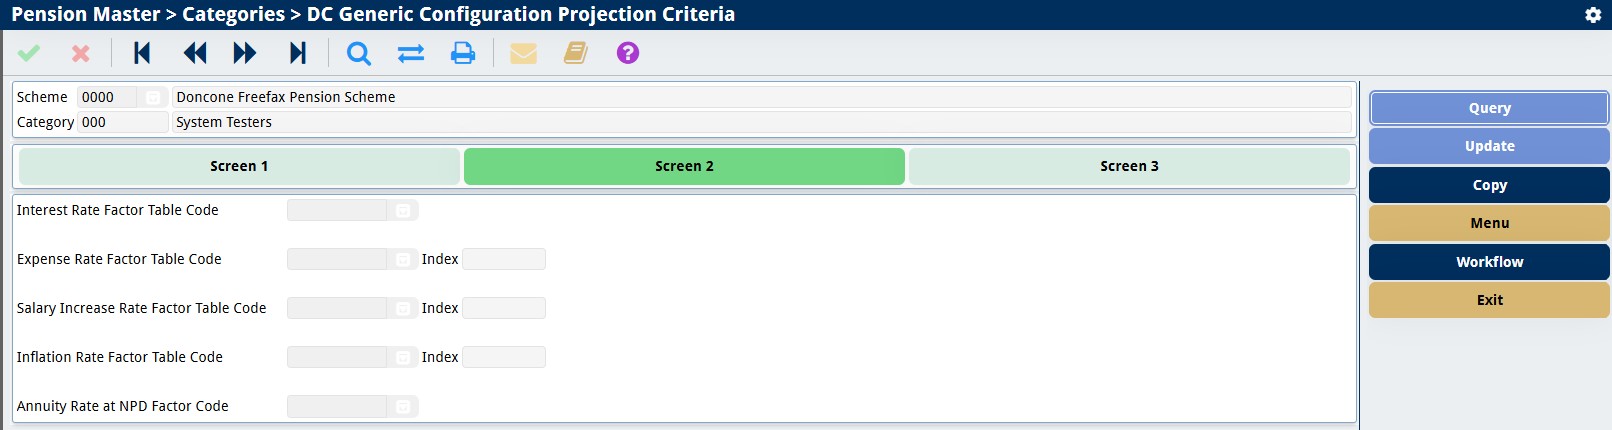 Pension Master > Categories > DC Generic Configuration Projection Criteria
?
Scheme 0000 Doncone Freefax Pension Scheme
Category 000 System Testers
Screen 1 Screen 2 Screen 3
Interest Rate Factor Table Code
Expense Rate Factor Table Code Index
Salary Increase Rate Factor Table Code Index
Inflation Rate Factor Table Code Index
Annuity Rate at NPD Factor Code
Query
Update
Copy
Menu
Workflow
Exit